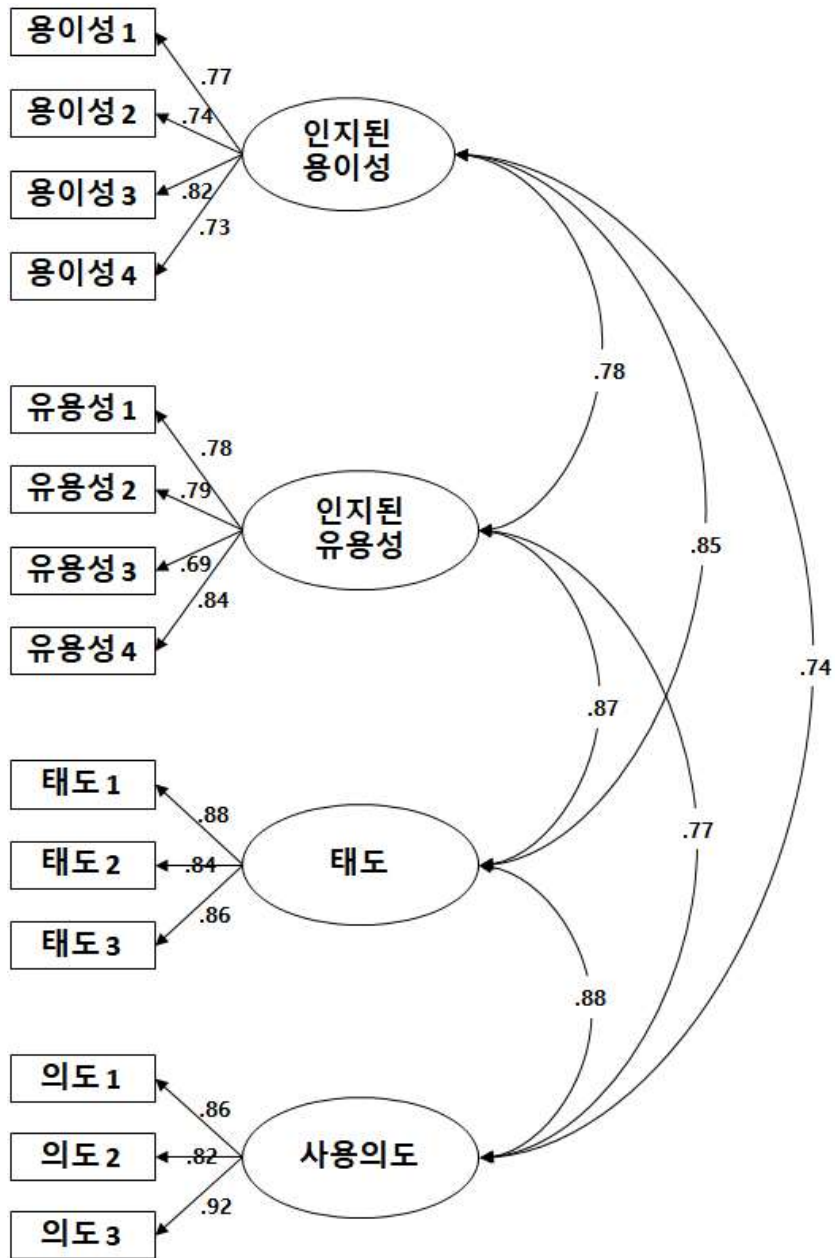 용이성 1
.77
용이성 2
.74
인지된
용이성
용이성 3
.82
.73
용이성 4
.78
유용성 1
.78
유용성 2
.79
인지된
유용성
.85
유용성 3
.69
.84
유용성 4
.74
.87
태도 1
.88
.77
태도 2
.84
태도
.86
태도 3
.88
의도 1
.86
의도 2
.82
사용의도
.92
의도 3